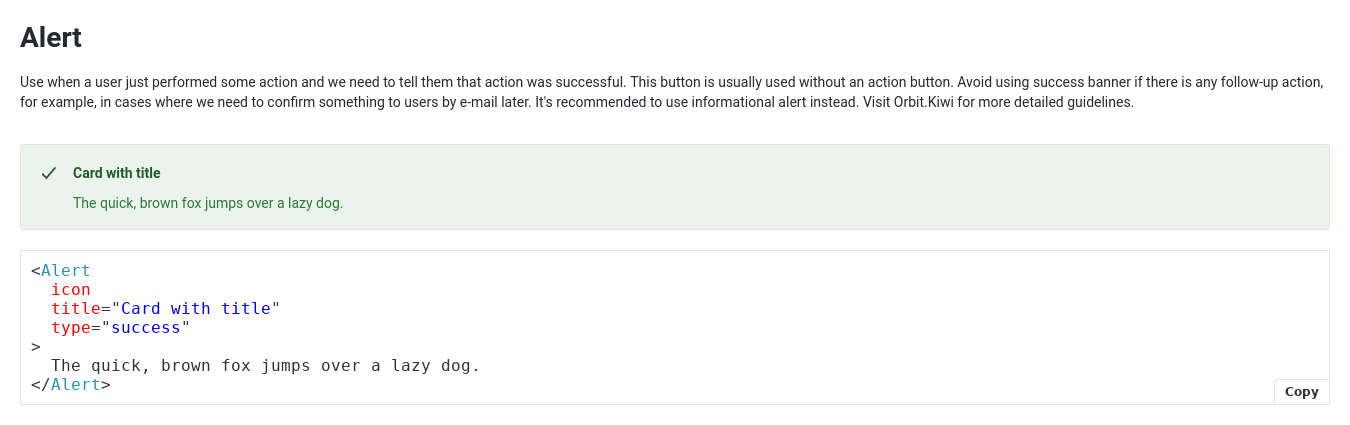 Alert
Use when a user just performed some action and we need to tell them that action was successful. This button is usually used without an action button. Avoid using success banner if there is any follow-up action,
for example, in cases where we need to confirm something to users by e-mail later. It's recommended to use informational alert instead. Visit Orbit.Kiwi for more detailed guidelines.
Card with title
The quick, brown fox jumps over a lazy dog.
<Alert
  icon
  title="Card with title"
  type="success"
>
  The quick, brown fox jumps over a lazy dog.
</Alert>
Copy